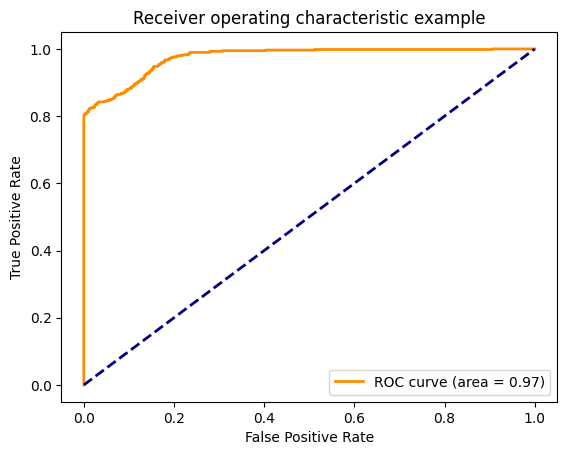 Receiver operating characteristic example
True Positive Rate
1.0
0.8
0.6
0.4
0.2
0.0
ROC curve (area = 0.97)
0.0 0.2 0.4 0.6 0.8 1.0
False Positive Rate